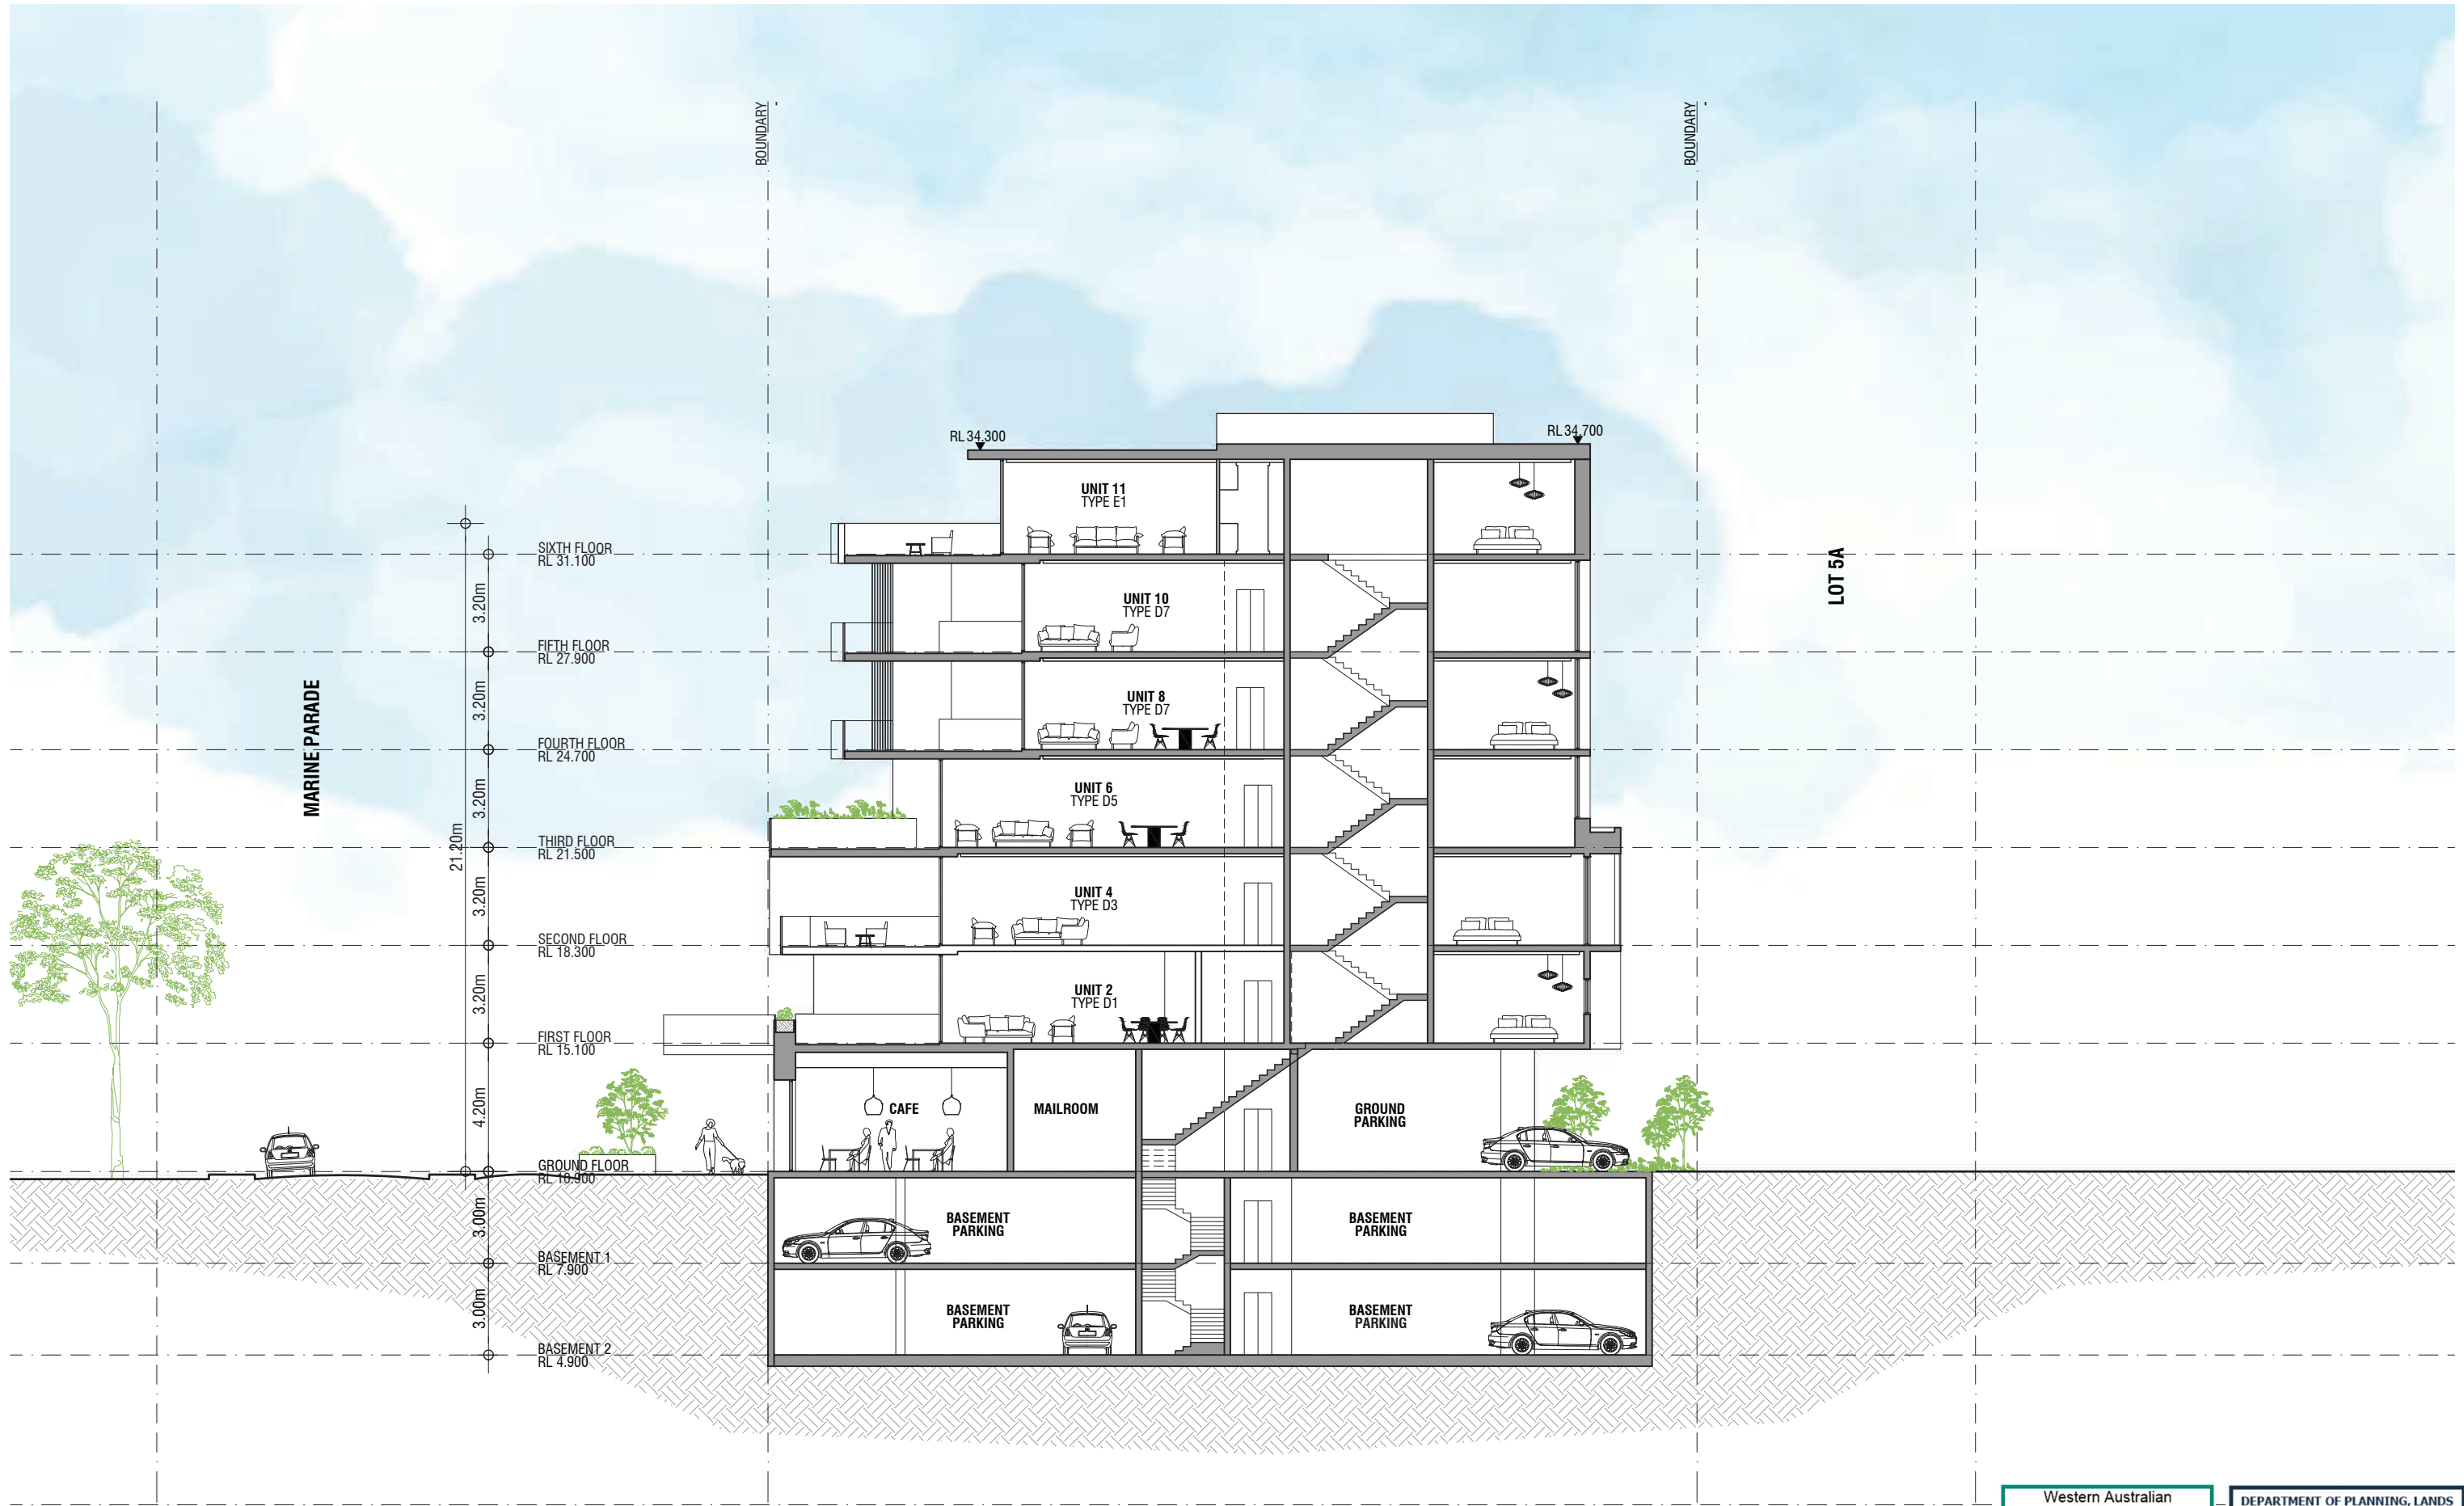 BOUNDARY
BOUNDARY
RL 34.300
RL 34.700
UNIT 11
TYPE E1
SIXTH FLOOR
RL 31.100
LOT 5A
3.20m
UNIT 10
TYPE D7
FIFTH FLOOR
RL 27.900
MARINE PARADE
3.20m
UNIT 8
TYPE D7
FOURTH FLOOR
RL 24.700
3.20m
UNIT 6
TYPE D5
21.20m
THIRD FLOOR
RL 21.500
3.20m
UNIT 4
TYPE D3
SECOND FLOOR
RL 18.300
3.20m
UNIT 2
TYPE D1
FIRST FLOOR
RL 15.100
4.20m
CAFE
MAILROOM
GROUND
PARKING
GROUND FLOOR
RL 10.900
3.00m
BASEMENT
PARKING
BASEMENT
PARKING
BASEMENT 1
RL 7.900
3.00m
BASEMENT
PARKING
BASEMENT
PARKING
BASEMENT 2
RL 4.900
Western Australian
DEPARTMENT OF PLANNING, LANDS